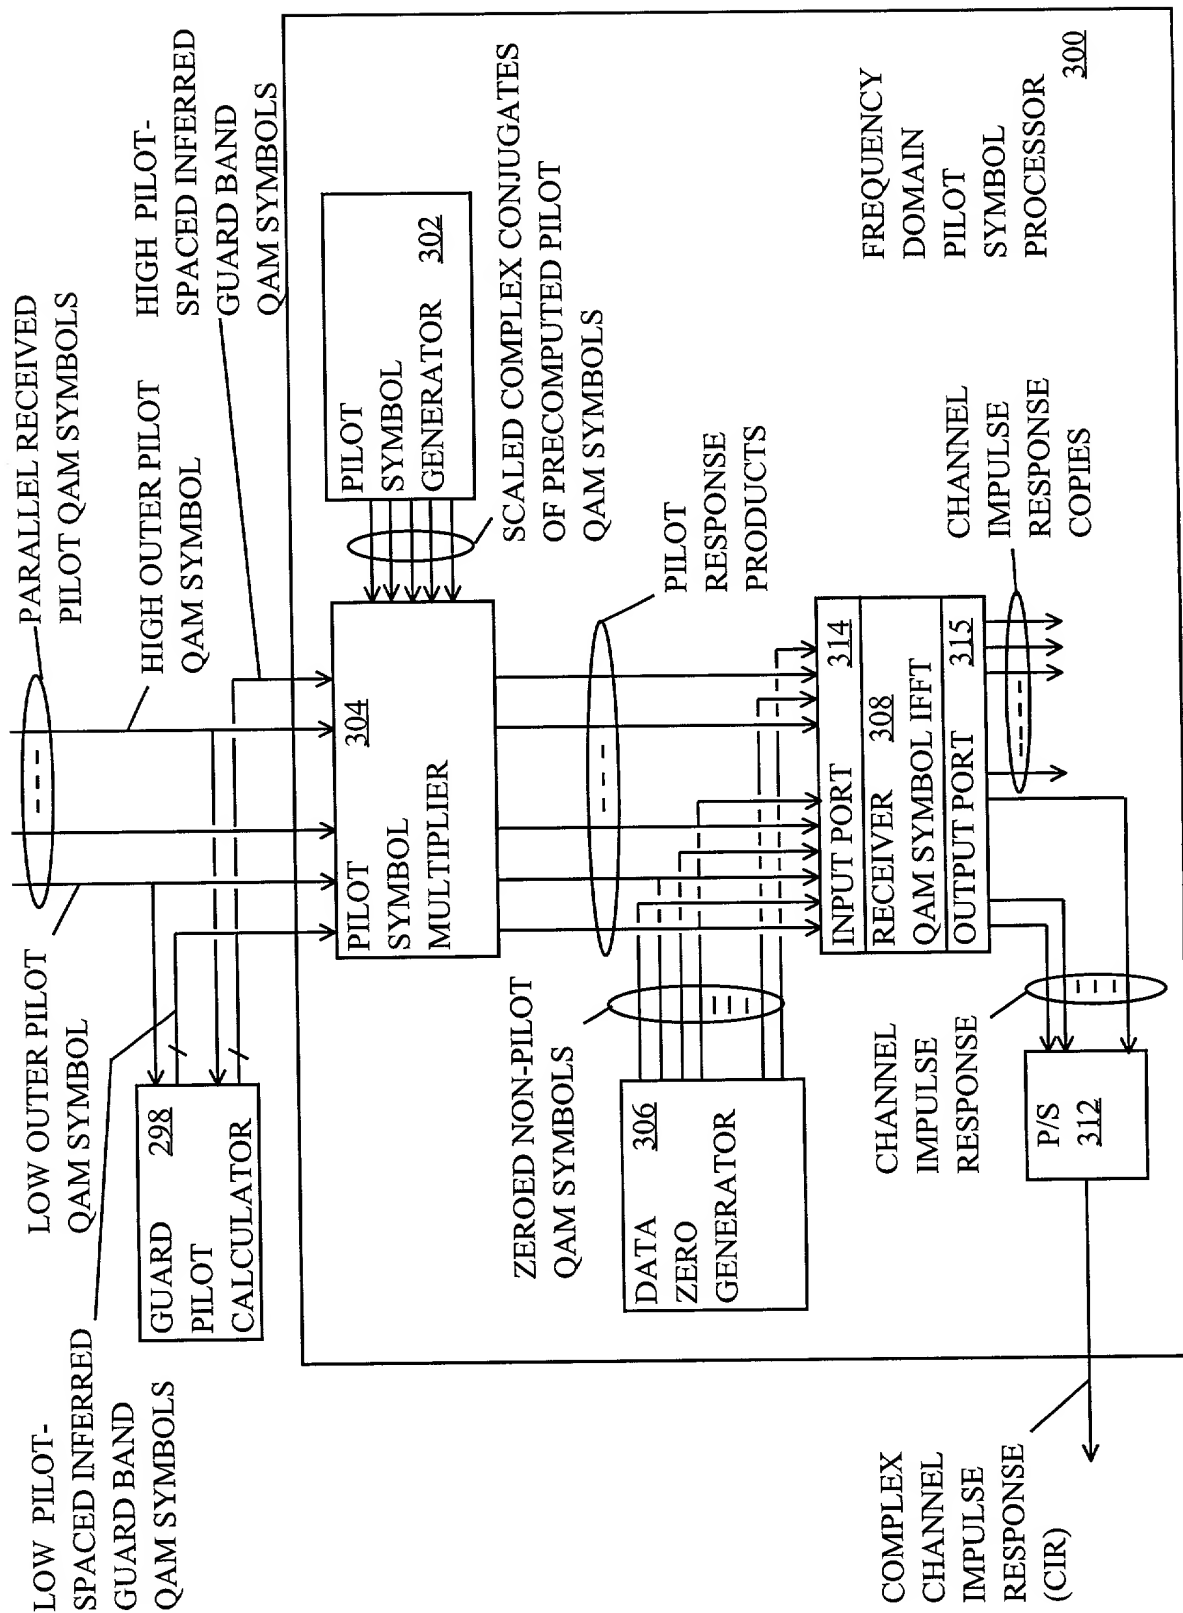 PARALLEL RECEIVED
PILOT QAM SYMBOLS
HIGH OUTER PILOT
QAM SYMBOL
HIGH PILOT-
SPACED INFERRED
GUARD BAND
QAM SYMBOLS
LOW OUTER PILOT
QAM SYMBOL
LOW PILOT-
SPACED INFERRED
GUARD BAND
QAM SYMBOLS
GUARD 298
PILOT
CALCULATOR
PILOT 304
SYMBOL
MULTIPLIER
PILOT
SYMBOL
GENERATOR 302
SCALED COMPLEX CONJUGATES
OF PRECOMPUTED PILOT
QAM SYMBOLS
PILOT
RESPONSE
PRODUCTS
ZEROED NON-PILOT
QAM SYMBOLS
DATA 306
ZERO
GENERATOR
INPUT PORT 314
RECEIVER 308
QAM SYMBOL IFFT
OUTPUT PORT 315
CHANNEL
IMPULSE
RESPONSE
COPIES
CHANNEL
IMPULSE
RESPONSE
P/S
312
COMPLEX
CHANNEL
IMPULSE
RESPONSE
(CIR)
FREQUENCY
DOMAIN
PILOT
SYMBOL
PROCESSOR
300